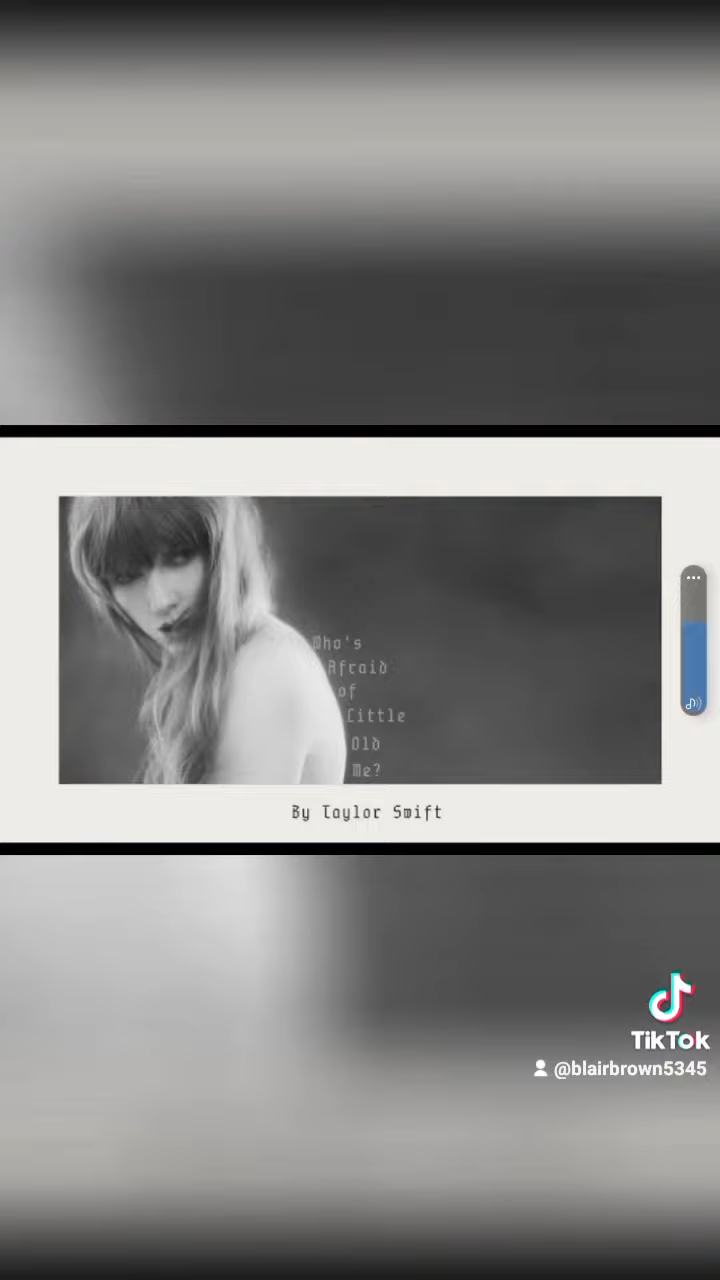 Who's
Afraid
of
Little
Old
Me?
By Taylor Swift
TikTok
@blairbrown5345